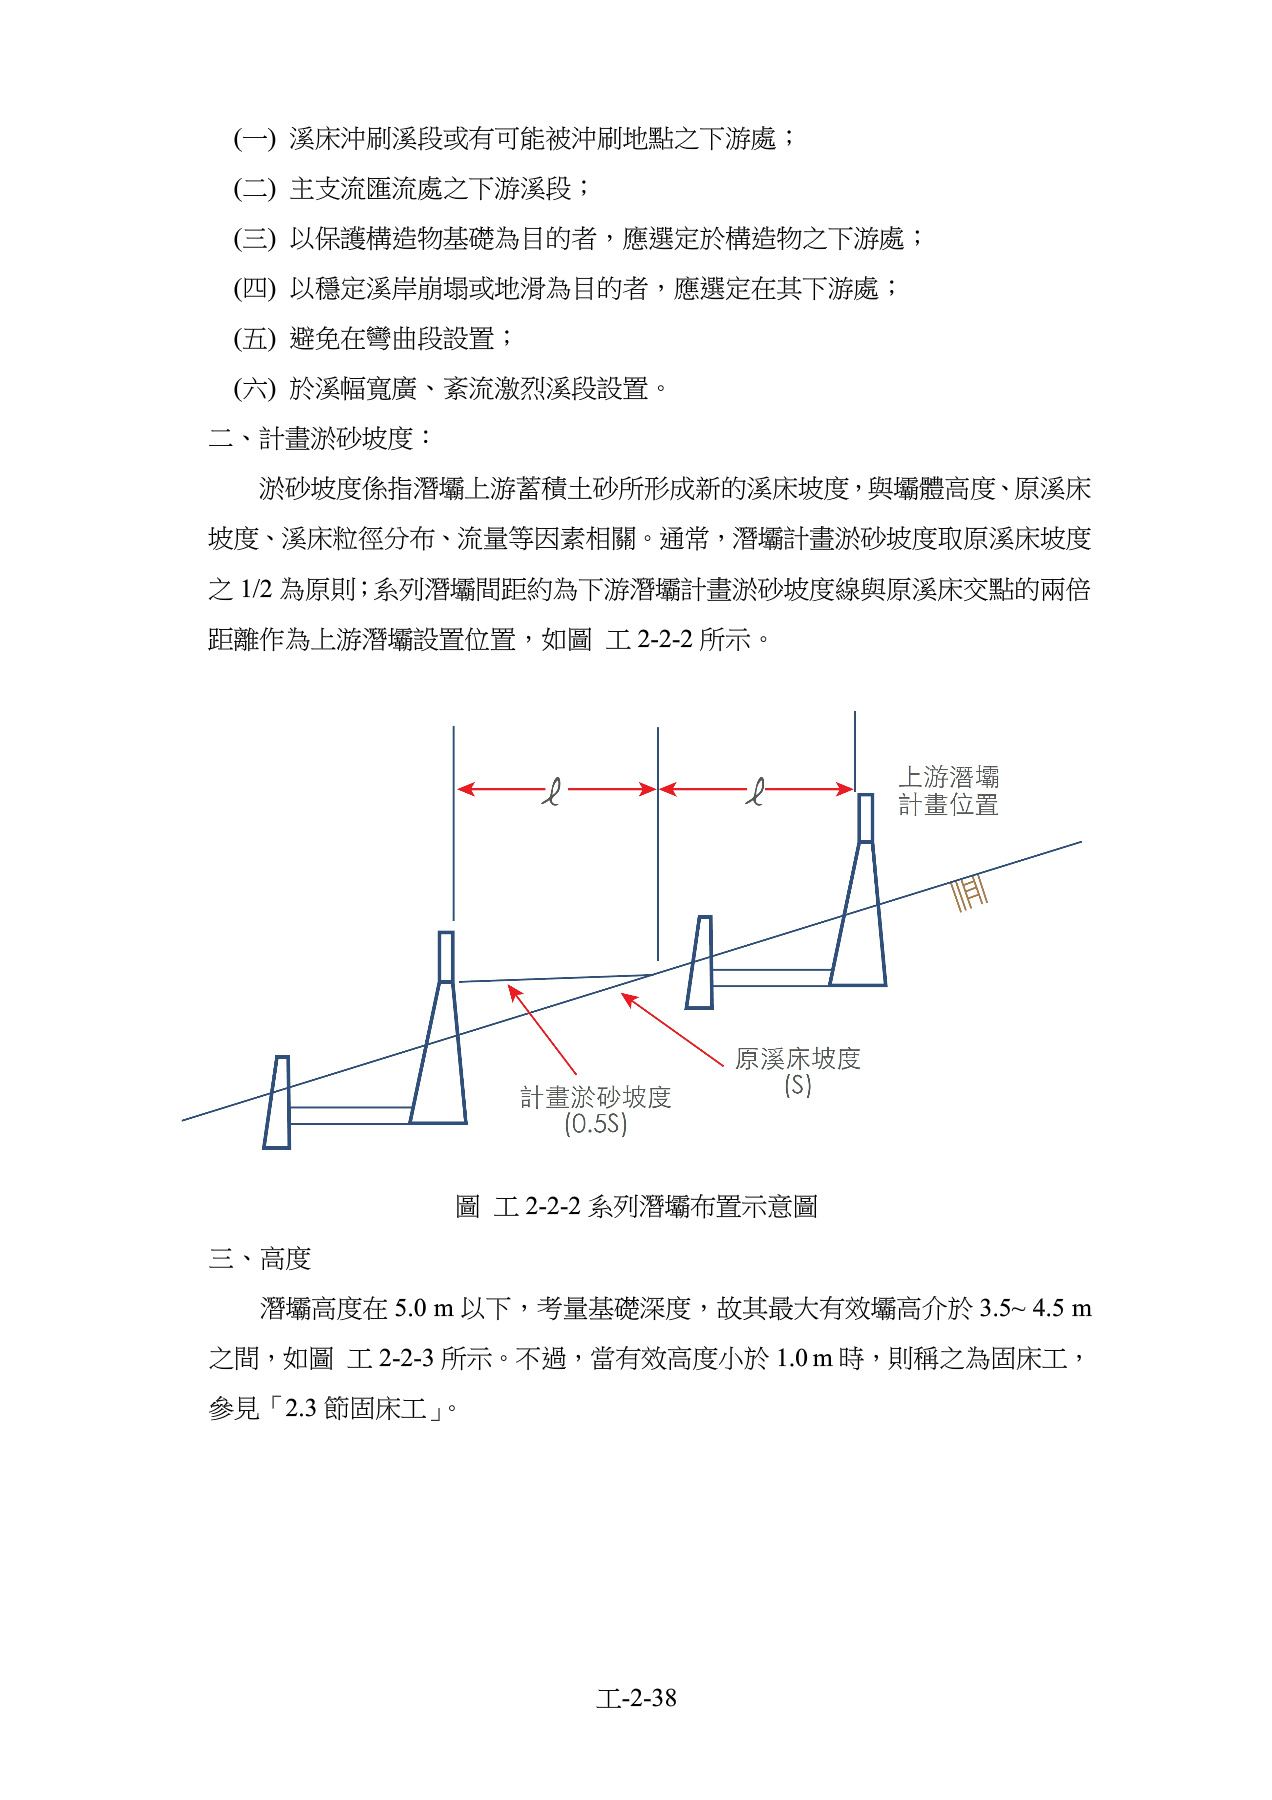 (一) 溪床沖刷溪段或有可能被沖刷地點之下游處；
(二) 主支流匯流處之下游溪段；
(三) 以保護構造物基礎為目的者，應選定於構造物之下游處；
(四) 以穩定溪岸崩塌或地滑為目的者，應選定在其下游處；
(五) 避免在彎曲段設置；
(六) 於溪幅寬廣、紊流激烈溪段設置。
二、計畫淤砂坡度：
淤砂坡度係指潛壩上游蓄積土砂所形成新的溪床坡度，與壩體高度、原溪床
坡度、溪床粒徑分布、流量等因素相關。通常，潛壩計畫淤砂坡度取原溪床坡度
之 1/2 為原則；系列潛壩間距約為下游潛壩計畫淤砂坡度線與原溪床交點的兩倍
距離作為上游潛壩設置位置，如圖 工 2-2-2 所示。
ℓ
ℓ
上游潛壩
計畫位置
原溪床坡度
(S)
計畫淤砂坡度
(0.5S)
圖 工 2-2-2 系列潛壩布置示意圖
三、高度
潛壩高度在 5.0 m 以下，考量基礎深度，故其最大有效壩高介於 3.5~ 4.5 m
之間，如圖 工 2-2-3 所示。不過，當有效高度小於 1.0 m 時，則稱之為固床工，
參見「2.3 節固床工」。
工-2-38